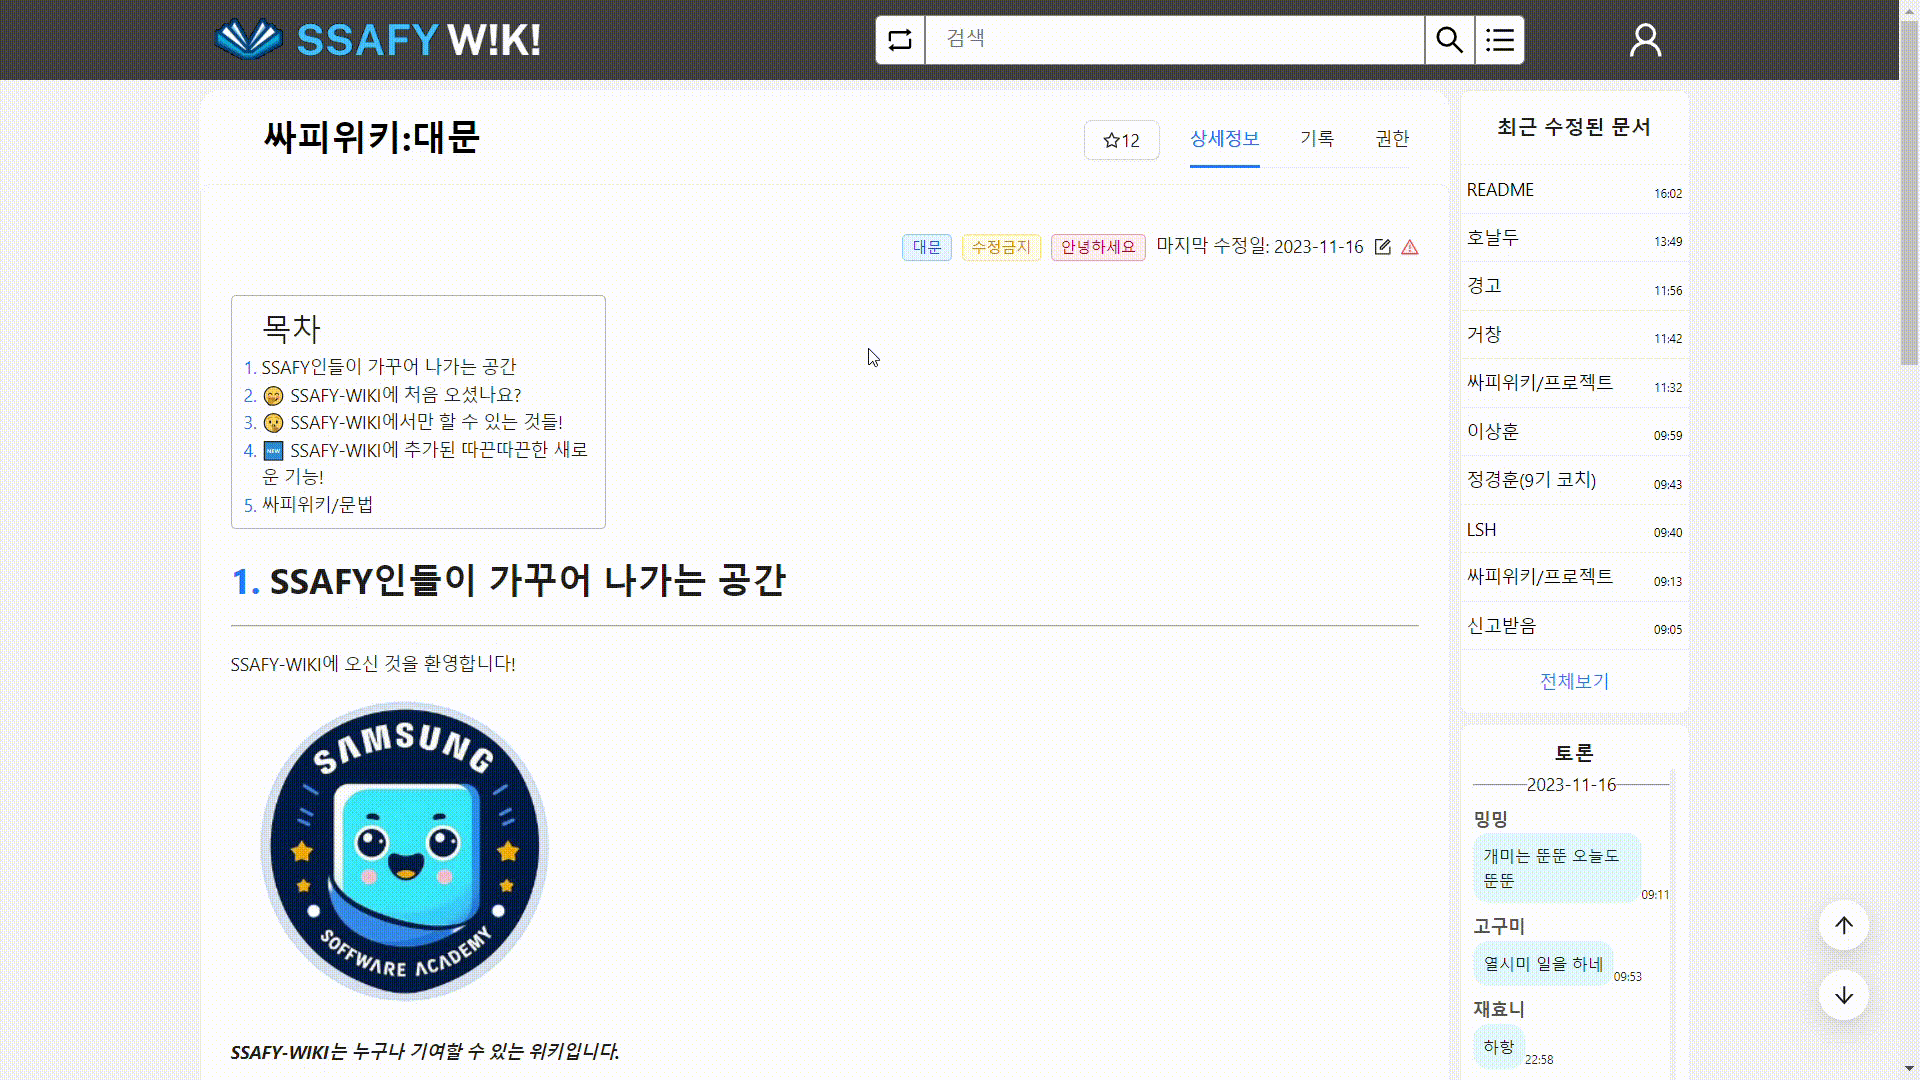 SSAFY W!K!
검색
싸피위키:대문
12
상세정보
기록
권한
대문
수정금지
안녕하세요
마지막 수정일: 2023-11-16
목차
1. SSAFY인들이 가꾸어 나가는 공간
2. 🤭 SSAFY-WIKI에 처음 오셨나요?
3. 🤫 SSAFY-WIKI에서만 할 수 있는 것들!
4. 🆕 SSAFY-WIKI에 추가된 따끈따끈한 새로
운 기능!
5. 싸피위키/문법
1. SSAFY인들이 가꾸어 나가는 공간
SSAFY-WIKI에 오신 것을 환영합니다!
SAMSUNG
SOFFWARE ACADEMY
SSAFY-WIKI는 누구나 기여할 수 있는 위키입니다.
최근 수정된 문서
README 16:02
호날두 13:49
경고 11:56
거창 11:42
싸피위키/프로젝트 11:32
이상훈 09:59
정경훈(9기 코치) 09:43
LSH 09:40
싸피위키/프로젝트 09:13
신고받음 09:05
전체보기
토론
2023-11-16
밍밍
개미는 뚠뚠 오늘도
뚠뚠
09:11
고구미
열시미 일을 하네
09:53
재효니
하항
22:58